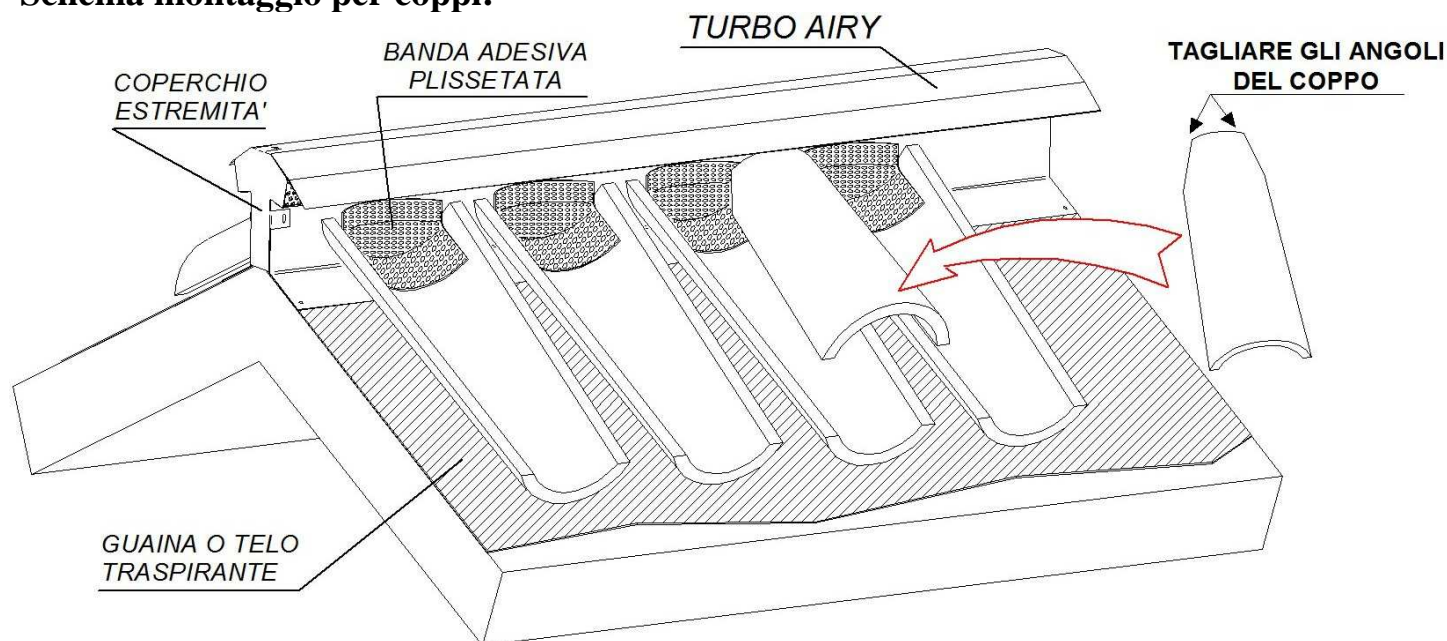 Schema montaggio per coppi:
TURBO AIRY
BANDA ADESIVA
PLISSETATA
COPERCHIO
ESTREMITA'
TAGLIARE GLI ANGOLI
DEL COPPO
GUAINA O TELO
TRASPIRANTE